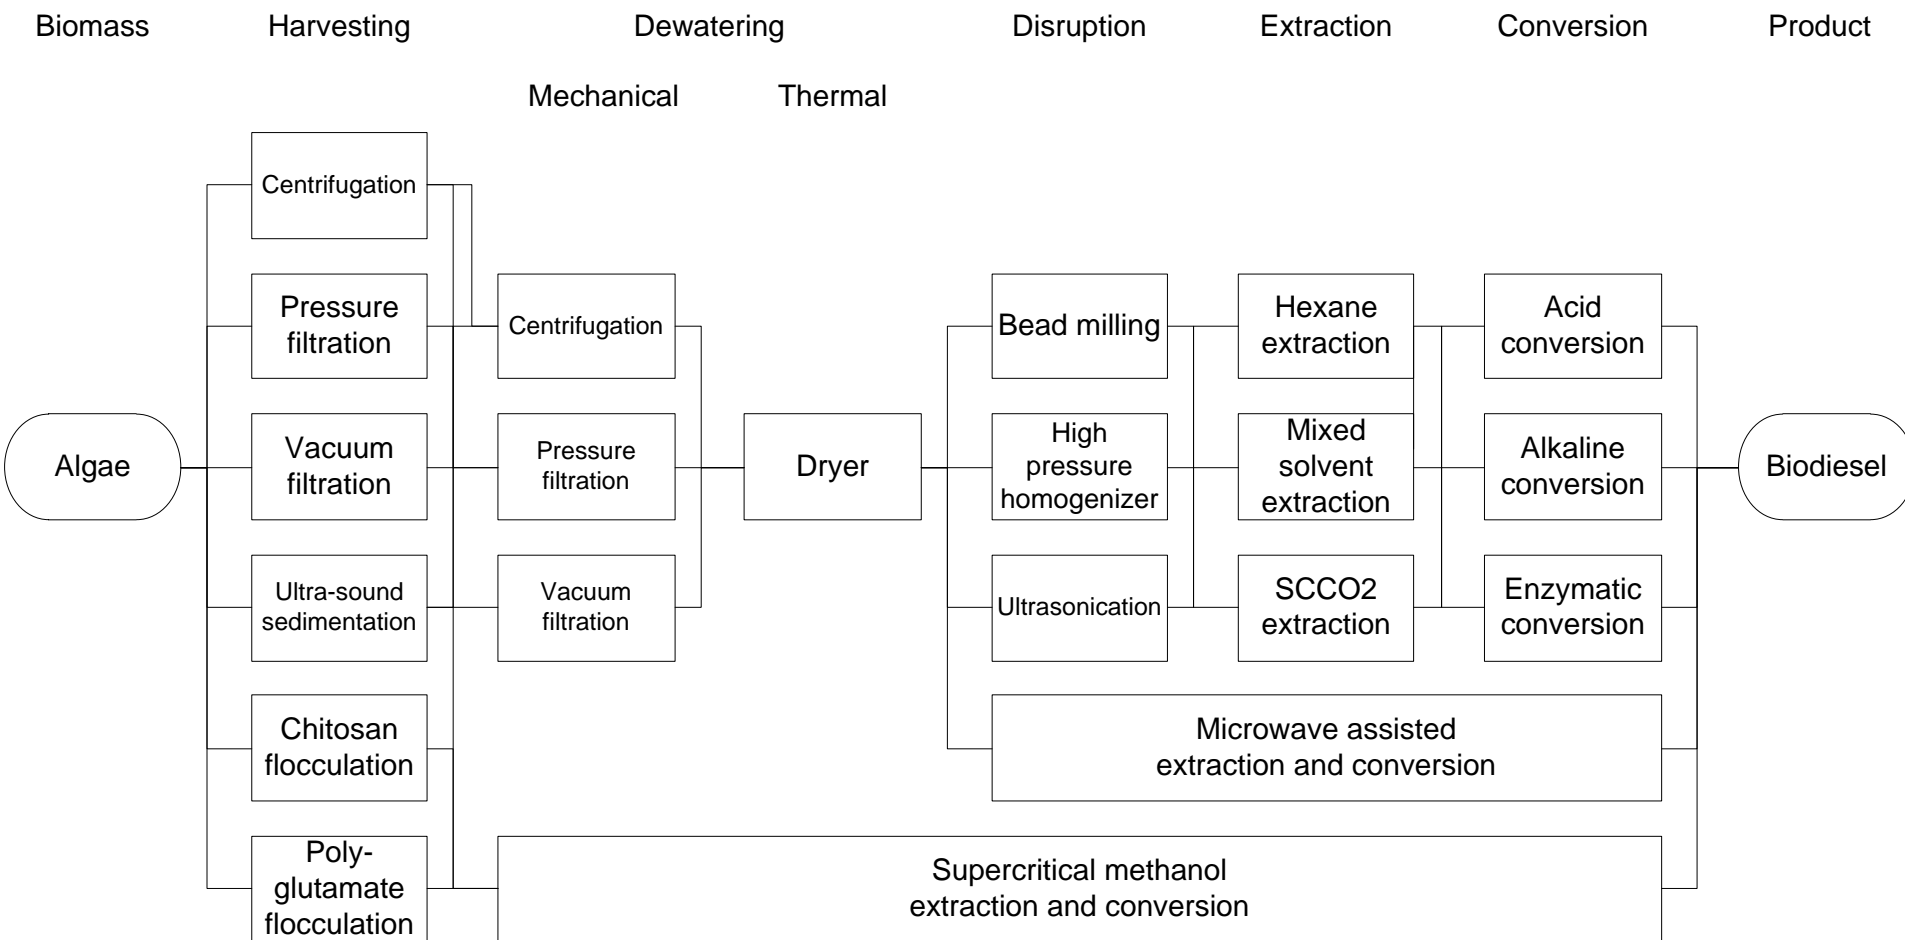 Biomass
Harvesting
Dewatering
Disruption
Extraction
Conversion
Product
Mechanical
Thermal
Centrifugation
Pressure
filtration
Centrifugation
Bead milling
Hexane
extraction
Acid
conversion
Algae
Vacuum
filtration
Pressure
filtration
Dryer
High
pressure
homogenizer
Mixed
solvent
extraction
Alkaline
conversion
Biodiesel
Ultra-sound
sedimentation
Vacuum
filtration
Ultrasonication
SCCO2
extraction
Enzymatic
conversion
Chitosan
flocculation
Microwave assisted
extraction and conversion
Poly-
glutamate
flocculation
Supercritical methanol
extraction and conversion